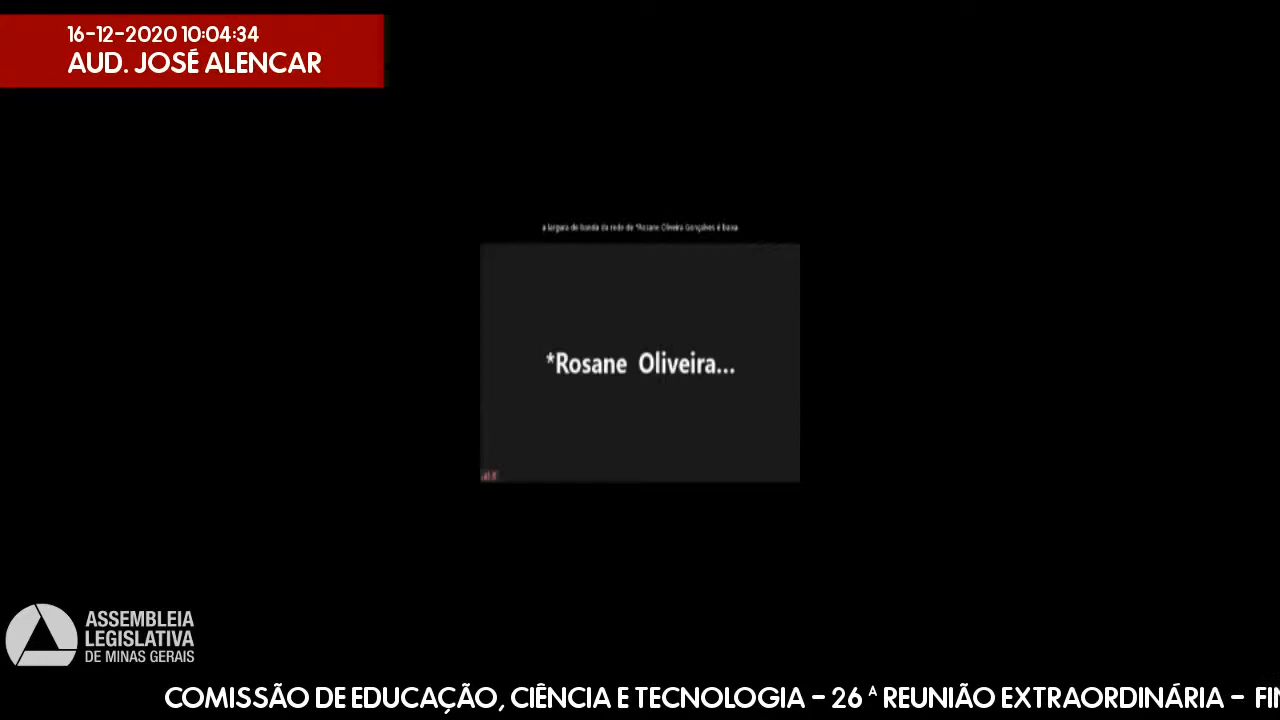 16-12-2020 10:04:34
AUD. JOSÉ ALENCAR
a largura de banda da rede de *Rosane Oliveira Gonçalves é baixa
*Rosane Oliveira...
ASSEMBLEIA
LEGISLATIVA
DE MINAS GERAIS
COMISSÃO DE EDUCAÇÃO, CIÊNCIA E TECNOLOGIA - 26 ª REUNIÃO EXTRAORDINÁRIA - FIN